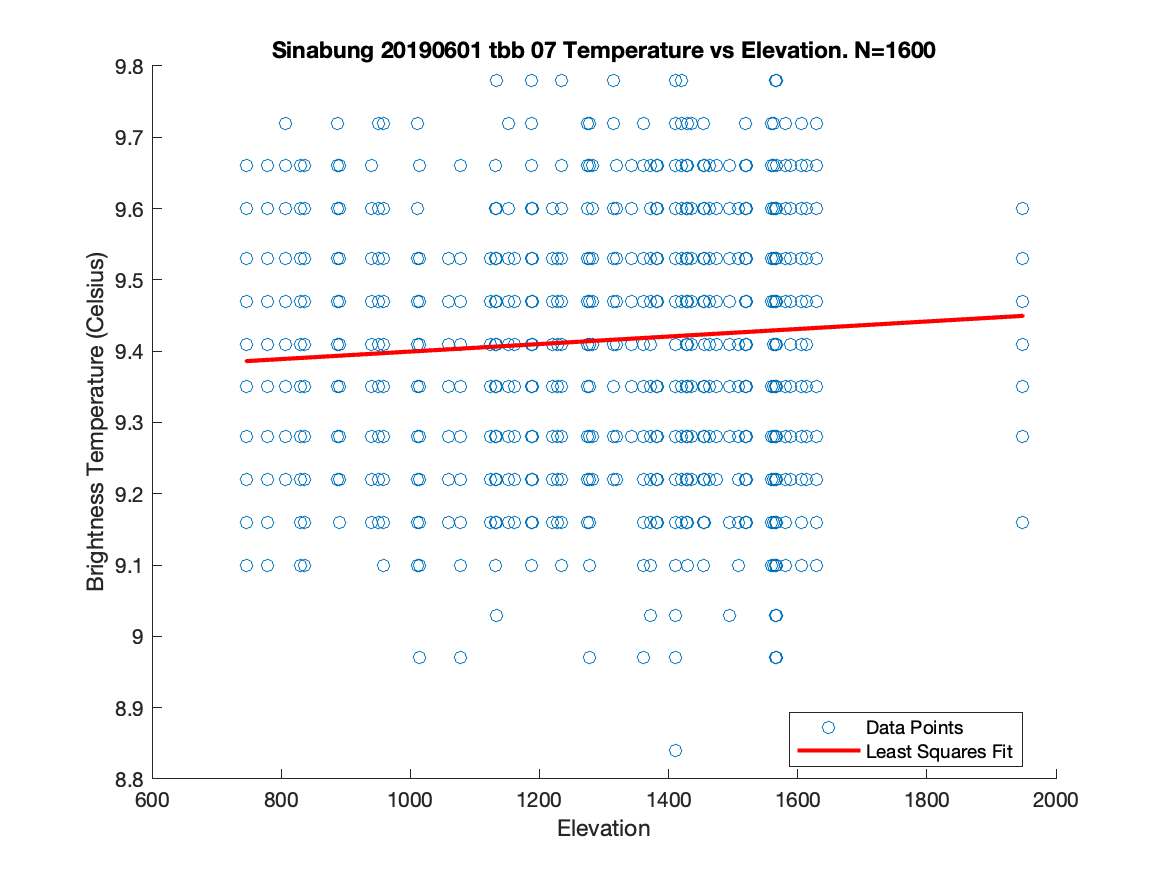 Sinabung 20190601 tbb 07 Temperature vs Elevation. N=1600
9.8
9.7
9.6
9.5
9.4
9.3
9.2
9.1
9
8.9
8.8
Brightness Temperature (Celsius)
Data Points
Least Squares Fit
600 800 1000 1200 1400 1600 1800 2000
Elevation